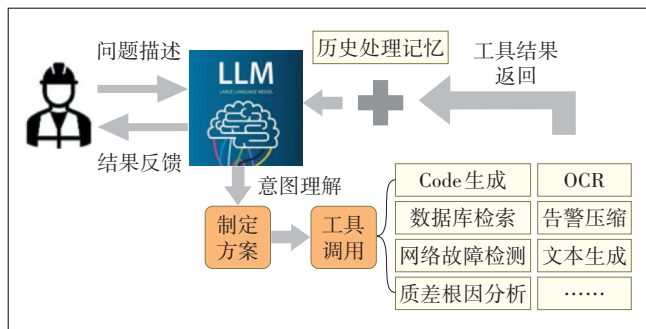 问题描述
结果反馈
LLM
LARGE LANGUAGE MODEL
历史处理记忆
工具结果
返回
意图理解
制定
方案
工具
调用
Code生成
OCR
数据库检索
告警压缩
网络故障检测
文本生成
质差根因分析
……